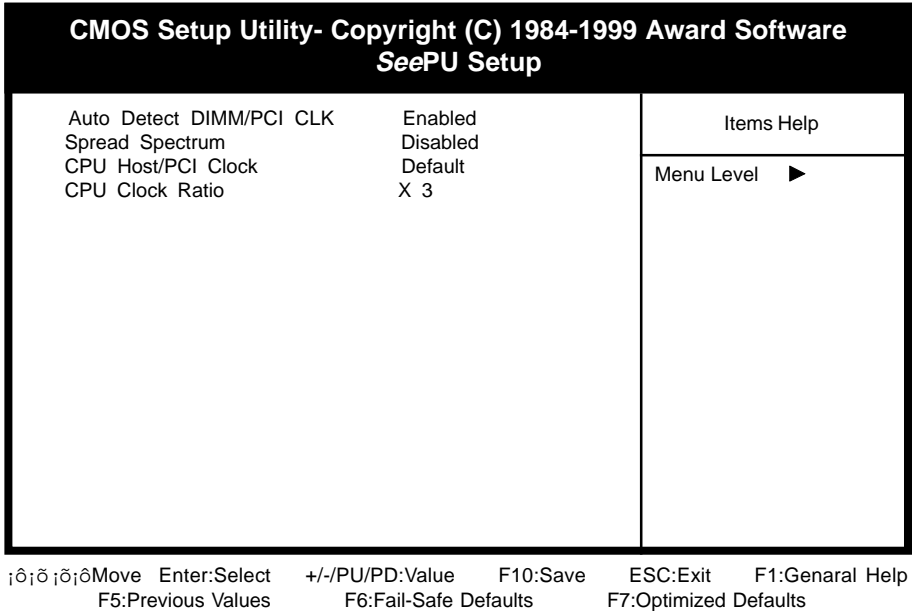 CMOS Setup Utility- Copyright (C) 1984-1999 Award Software
SeePU Setup
Auto Detect DIMM/PCI CLK Enabled
Spread Spectrum Disabled
CPU Host/PCI Clock Default
CPU Clock Ratio X 3
Items Help
Menu Level ▶
¡ô¡õ ¡õ¡ôMove Enter:Select +/-/PU/PD:Value F10:Save ESC:Exit F1:Genaral Help
F5:Previous Values F6:Fail-Safe Defaults F7:Optimized Defaults